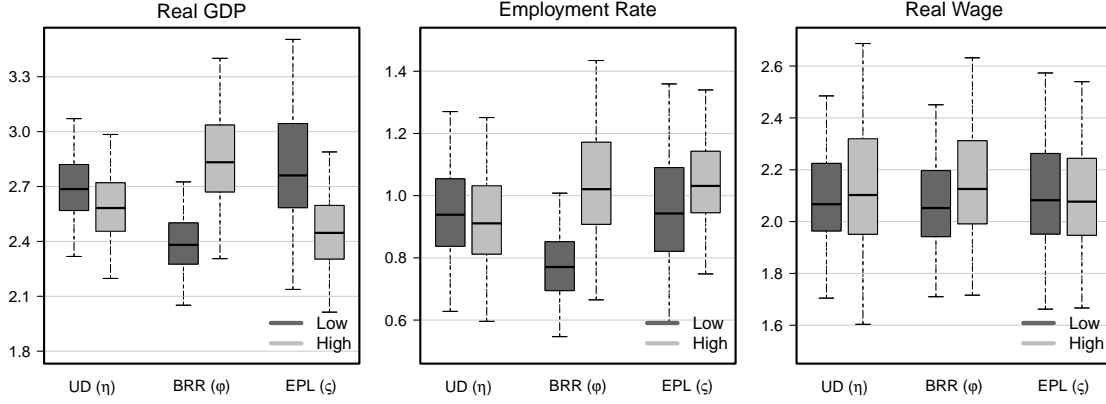 Real GDP
3.3
3.0
2.7
2.4
2.1
1.8
Low
High
UD (η)
BRR (φ)
EPL (ς)
Employment Rate
1.4
1.2
1.0
0.8
0.6
Low
High
UD (η)
BRR (φ)
EPL (ς)
Real Wage
2.6
2.4
2.2
2.0
1.8
1.6
Low
High
UD (η)
BRR (φ)
EPL (ς)